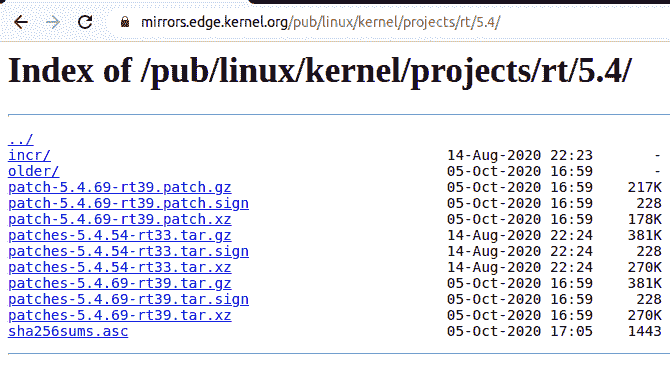 mirrors.edge.kernel.org/pub/linux/kernel/projects/rt/5.4/
Index of /pub/linux/kernel/projects/rt/5.4/
../
incr/ 14-Aug-2020 22:23 -
older/ 05-Oct-2020 16:59 -
patch-5.4.69-rt39.patch.gz 05-Oct-2020 16:59 217K
patch-5.4.69-rt39.patch.sign 05-Oct-2020 16:59 228
patch-5.4.69-rt39.patch.xz 05-Oct-2020 16:59 178K
patches-5.4.54-rt33.tar.gz 14-Aug-2020 22:24 381K
patches-5.4.54-rt33.tar.sign 14-Aug-2020 22:24 228
patches-5.4.54-rt33.tar.xz 14-Aug-2020 22:24 270K
patches-5.4.69-rt39.tar.gz 05-Oct-2020 16:59 381K
patches-5.4.69-rt39.tar.sign 05-Oct-2020 16:59 228
patches-5.4.69-rt39.tar.xz 05-Oct-2020 16:59 270K
sha256sums.asc 05-Oct-2020 17:05 1443